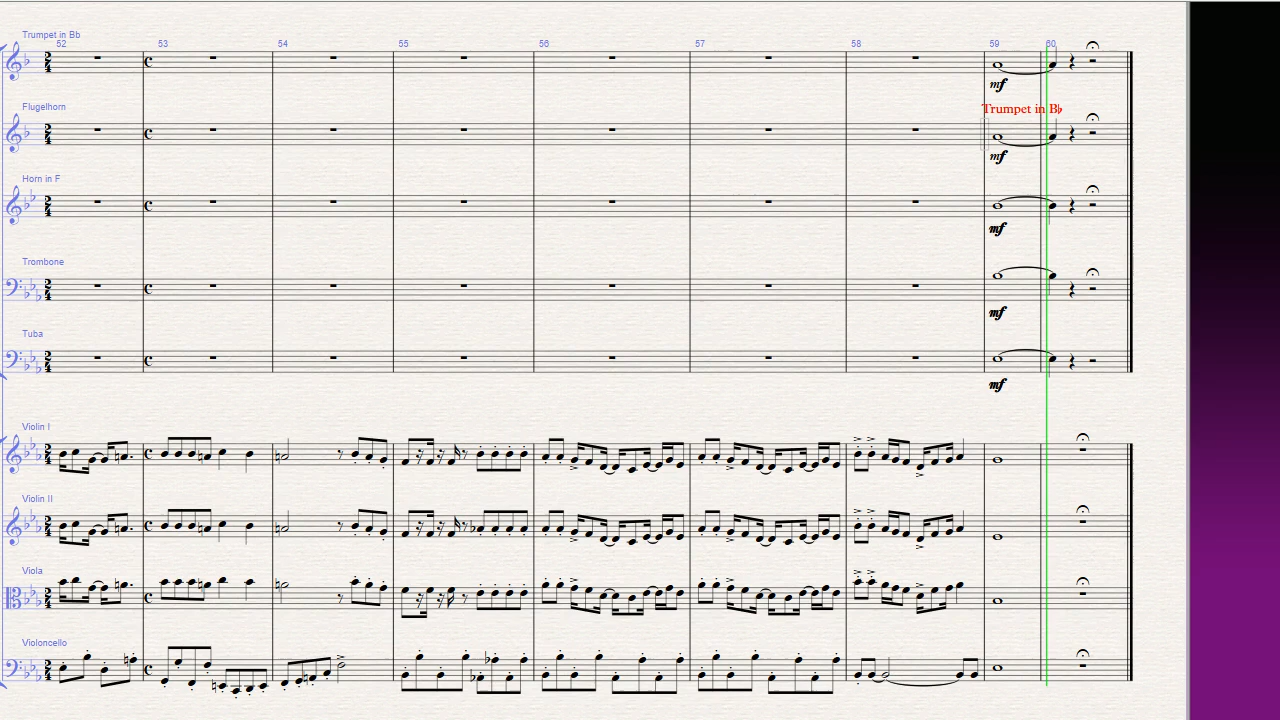 Trumpet in Bb
52 53 54 55 56 57 58 59 60
mf
Flugelhorn
Trumpet in B♭
mf
Horn in F
mf
Trombone
mf
Tuba
mf
Violin I
Violin II
Viola
Violoncello